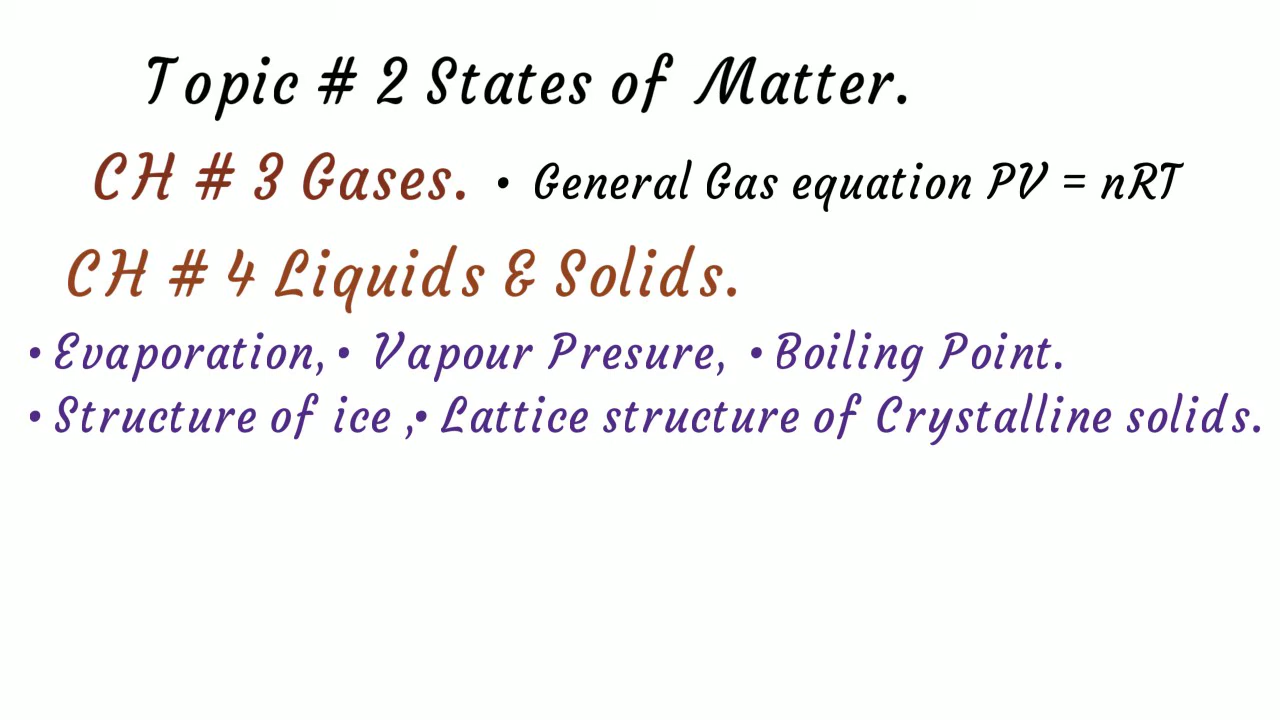 Topic # 2 States of Matter.
CH # 3 Gases. • General Gas equation PV = nRT
CH # 4 Liquids & Solids.
• Evaporation, • Vapour Presure, • Boiling Point.
• Structure of ice ,• Lattice structure of Crystalline solids.